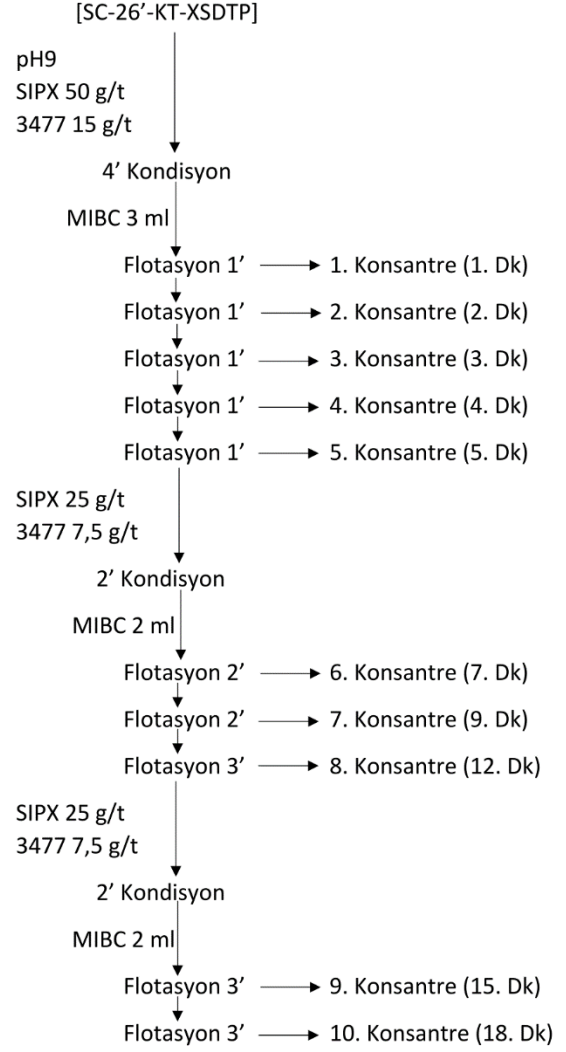 [SC-26’-KT-XSDTP]
pH9
SIPX 50 g/t
3477 15 g/t
4’ Kondisyon
MIBC 3 ml
Flotasyon 1’ 1. Konsantre (1. Dk)
Flotasyon 1’ 2. Konsantre (2. Dk)
Flotasyon 1’ 3. Konsantre (3. Dk)
Flotasyon 1’ 4. Konsantre (4. Dk)
Flotasyon 1’ 5. Konsantre (5. Dk)
SIPX 25 g/t
3477 7,5 g/t
2’ Kondisyon
MIBC 2 ml
Flotasyon 2’ 6. Konsantre (7. Dk)
Flotasyon 2’ 7. Konsantre (9. Dk)
Flotasyon 3’ 8. Konsantre (12. Dk)
SIPX 25 g/t
3477 7,5 g/t
2’ Kondisyon
MIBC 2 ml
Flotasyon 3’ 9. Konsantre (15. Dk)
Flotasyon 3’ 10. Konsantre (18. Dk)